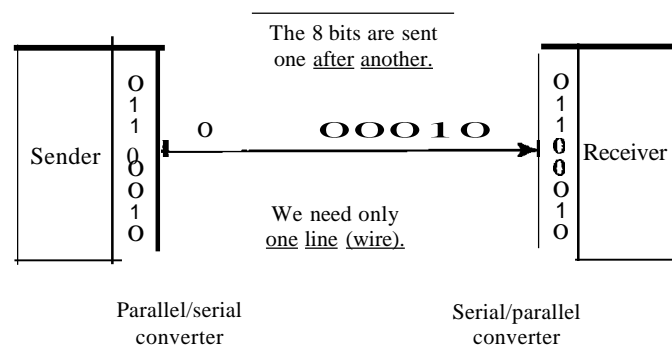 The 8 bits are sent
one after another.
0
1
1
0
0
0
1
0
Sender
0 00010
0
1
1
0
0
0
1
0
Receiver
We need only
one line (wire).
Parallel/serial
converter
Serial/parallel
converter